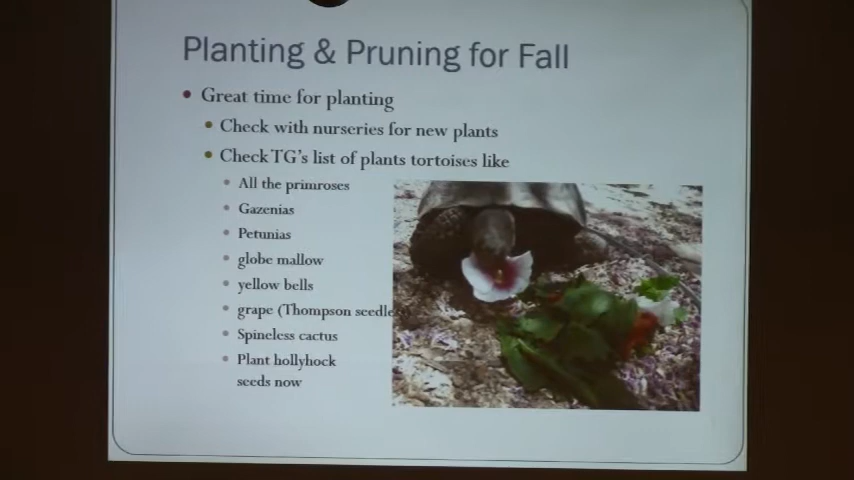 Planting & Pruning for Fall
Great time for planting
Check with nurseries for new plants
Check TG's list of plants tortoises like
All the primroses
Gazenias
Petunias
globe mallow
yellow bells
grape (Thompson
Spineless cactus
Plant hollyhock
seeds now